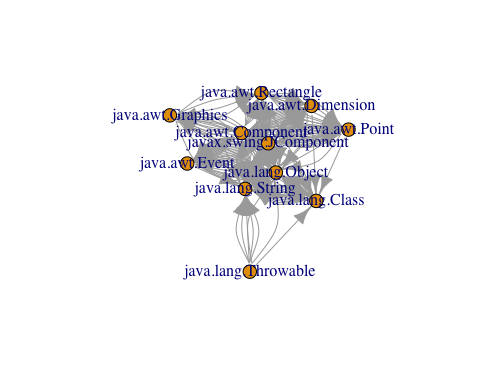 java.awt.Rectangle
java.awt.Dimension
java.awt.Graphics
java.awt.Component
java.awt.Point
javax.swing.JComponent
java.awt.Event
java.lang.Object
java.lang.String
java.lang.Class
java.lang.Throwable